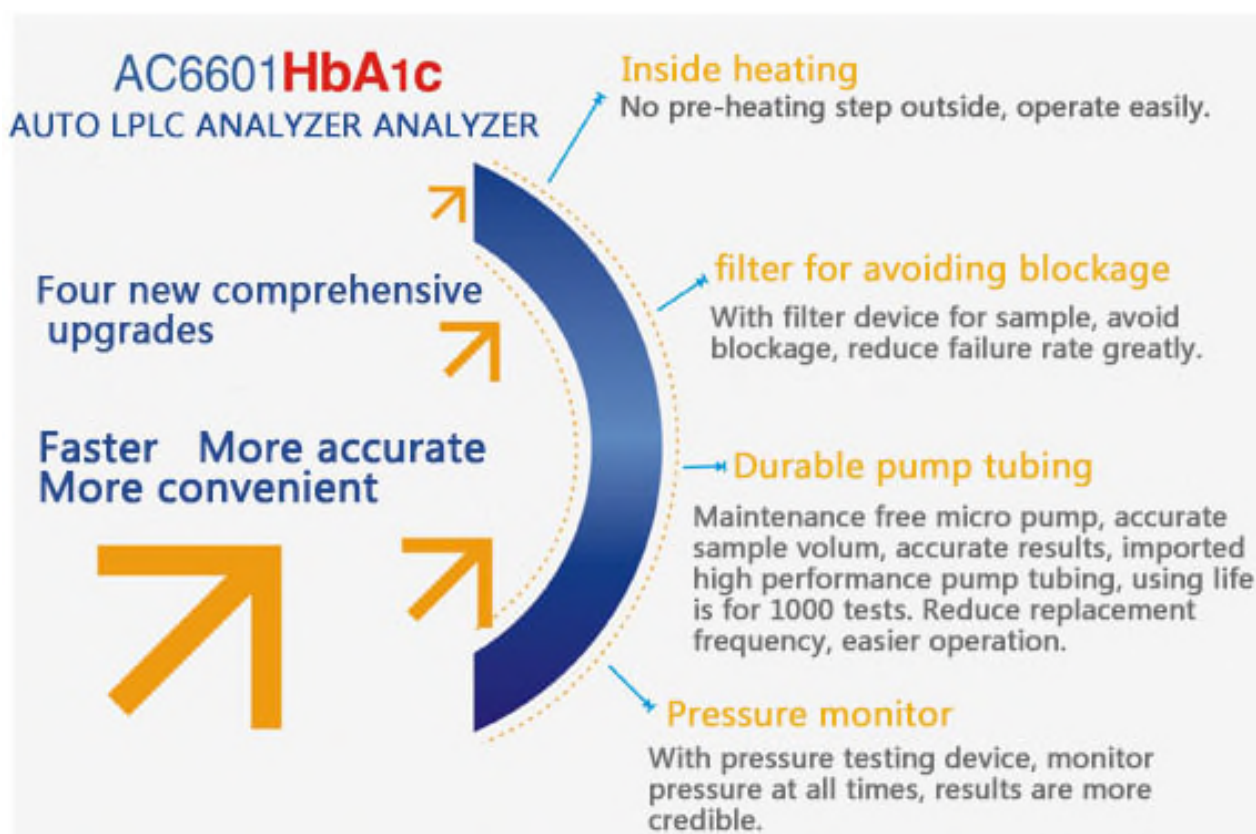 AC6601HbA1c
AUTO LPLC ANALYZER ANALYZER
Four new comprehensive
upgrades
Faster More accurate
More convenient
Inside heating
No pre-heating step outside, operate easily.
filter for avoiding blockage
With filter device for sample, avoid
blockage, reduce failure rate greatly.
Durable pump tubing
Maintenance free micro pump, accurate
sample volum, accurate results, imported
high performance pump tubing, using life
is for 1000 tests. Reduce replacement
frequency, easier operation.
Pressure monitor
With pressure testing device, monitor
pressure at all times, results are more
credible.